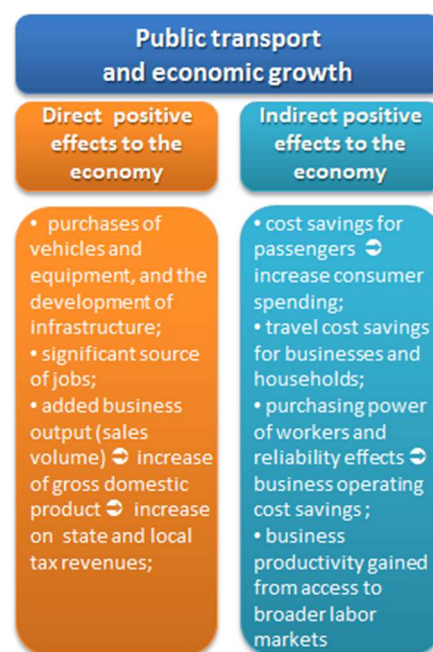 Public transport
and economic growth
Direct positive
effects to the
economy
Indirect positive
effects to the
economy
• purchases of
vehicles and
equipment, and the
development of
infrastructure;
• significant source
of jobs;
• added business
output (sales
volume) ➲ increase
of gross domestic
product ➲ increase
on state and local
tax revenues;
• cost savings for
passengers ➲
increase consumer
spending;
• travel cost savings
for businesses and
households;
• purchasing power
of workers and
reliability effects ➲
business operating
cost savings ;
• business
productivity gained
from access to
broader labor
markets